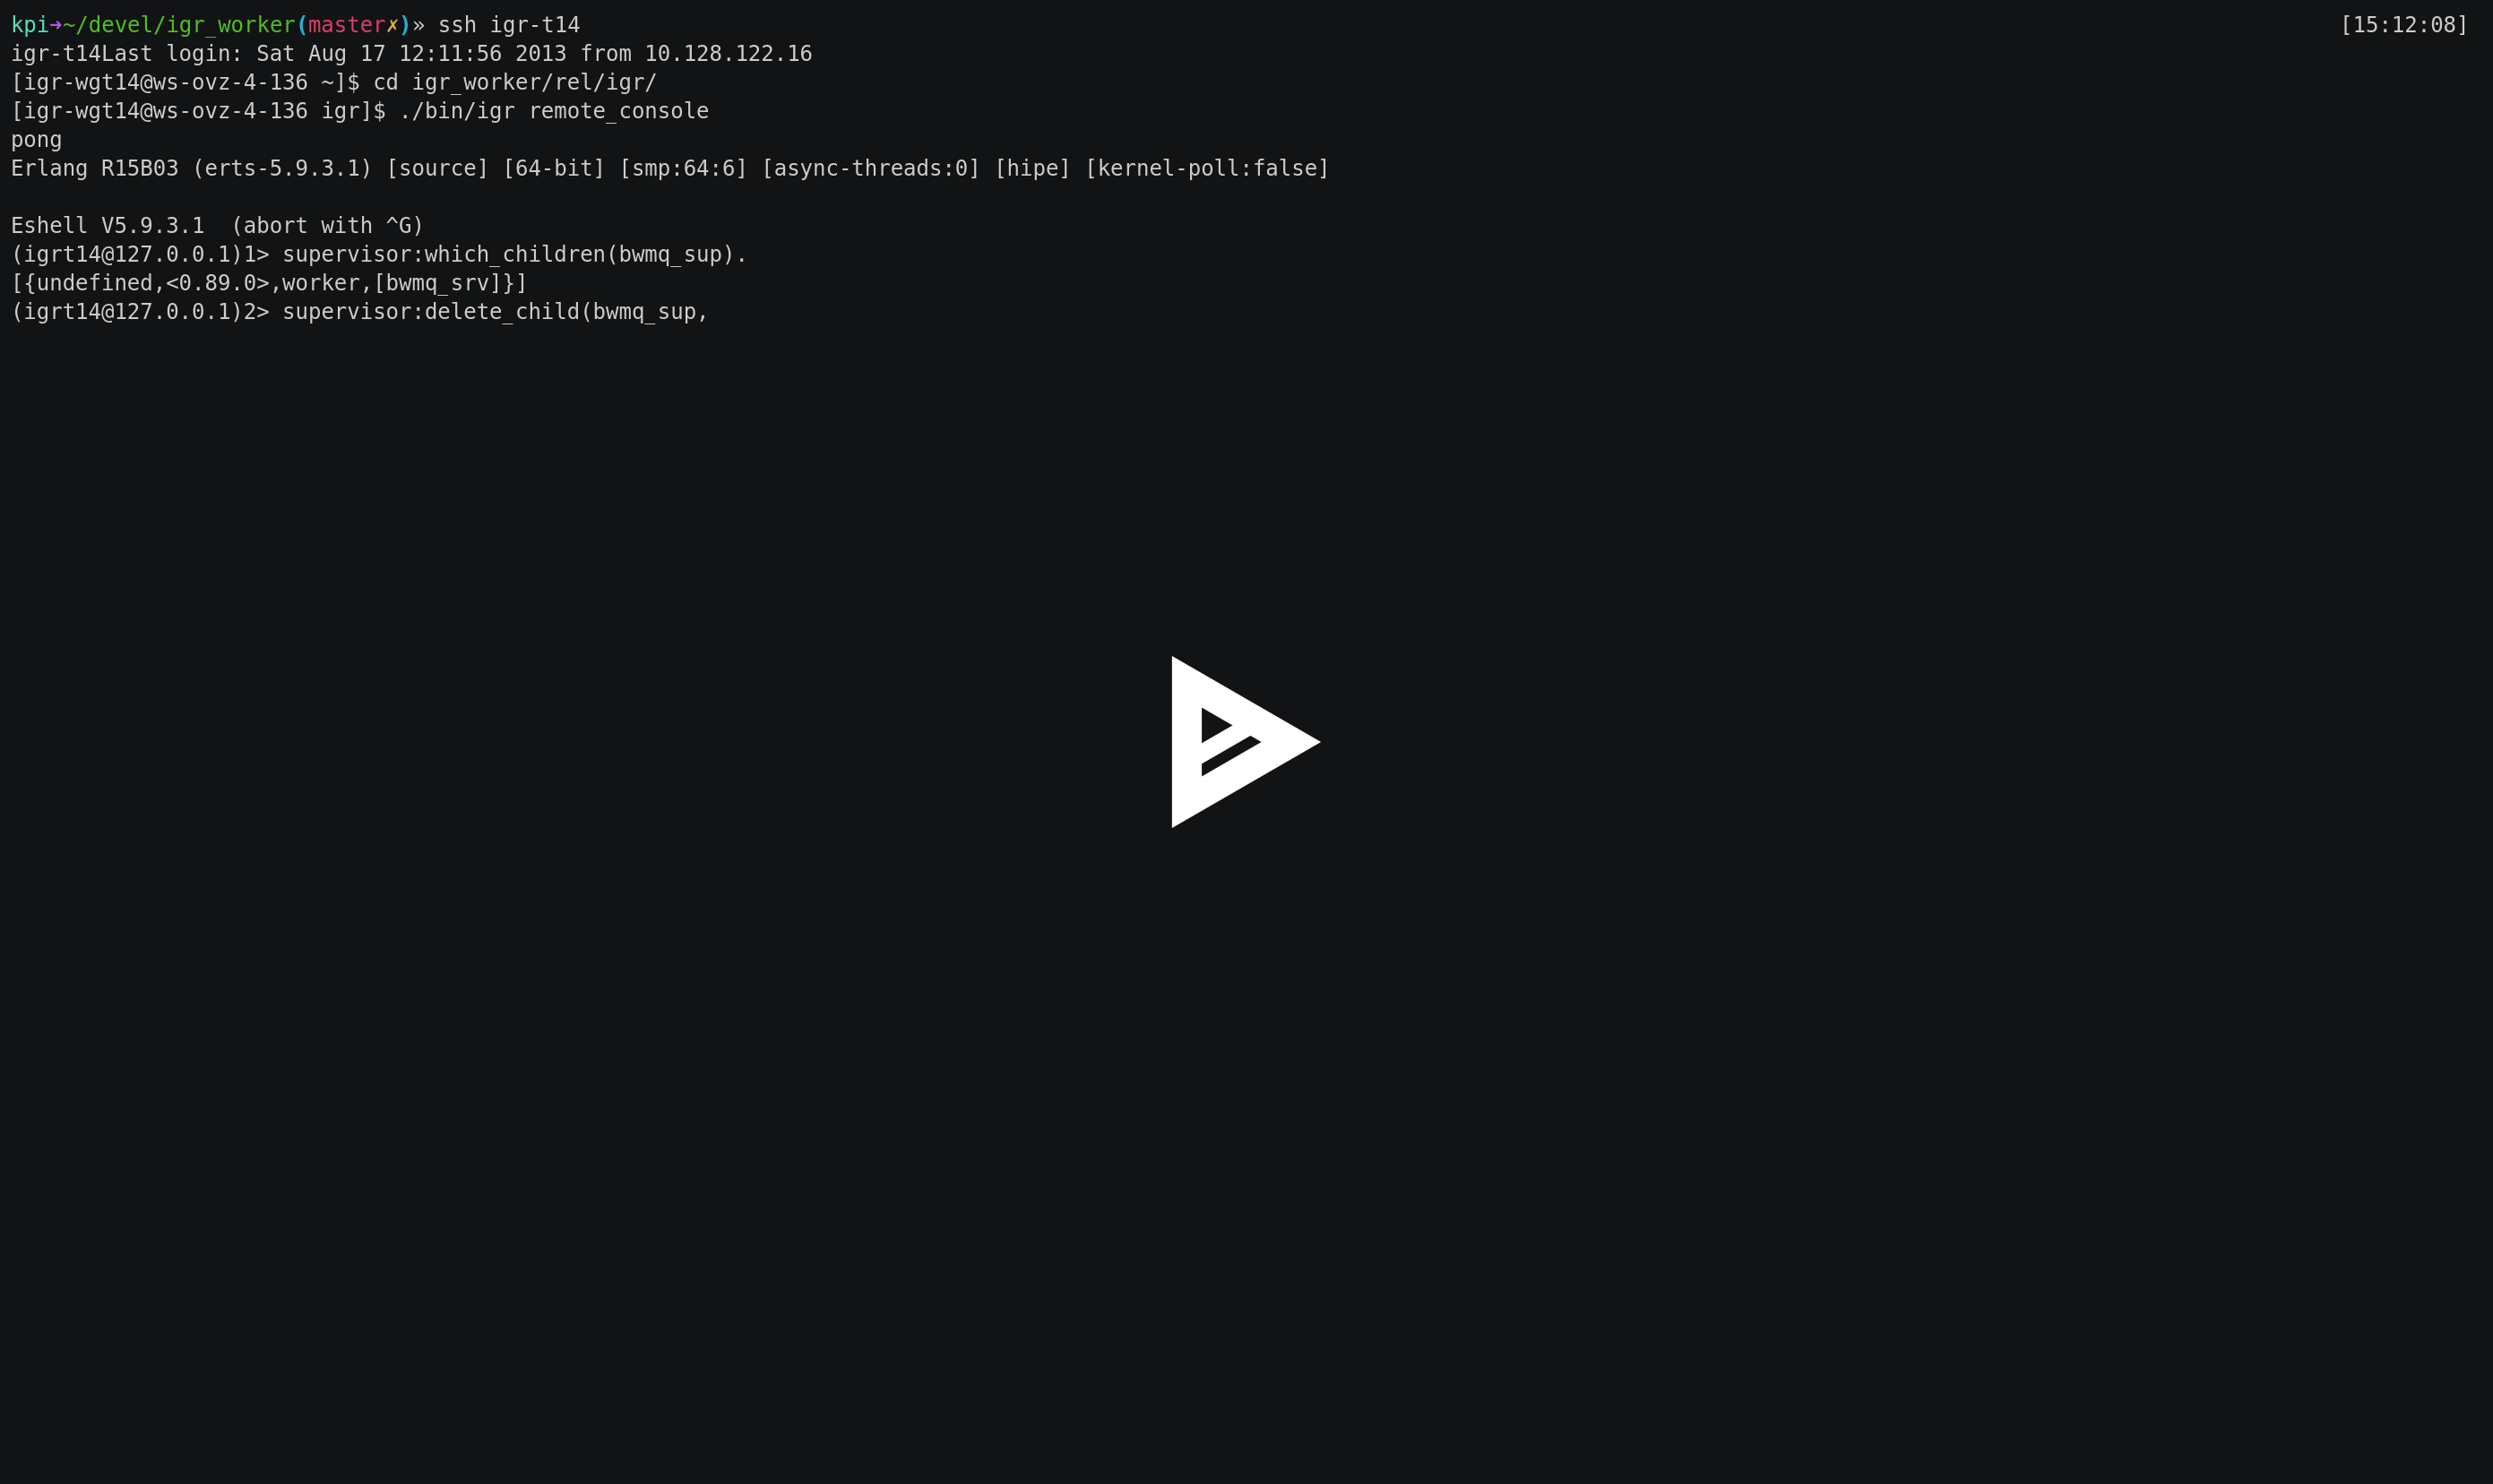 kpi➜~/devel/igr_worker(master✗)» ssh igr-t14 [15:12:08]
igr-t14Last login: Sat Aug 17 12:11:56 2013 from 10.128.122.16
[igr-wgt14@ws-ovz-4-136 ~]$ cd igr_worker/rel/igr/
[igr-wgt14@ws-ovz-4-136 igr]$ ./bin/igr remote_console
pong
Erlang R15B03 (erts-5.9.3.1) [source] [64-bit] [smp:64:6] [async-threads:0] [hipe] [kernel-poll:false]

Eshell V5.9.3.1  (abort with ^G)
(igrt14@127.0.0.1)1> supervisor:which_children(bwmq_sup).
[{undefined,<0.89.0>,worker,[bwmq_srv]}]
(igrt14@127.0.0.1)2> supervisor:delete_child(bwmq_sup,